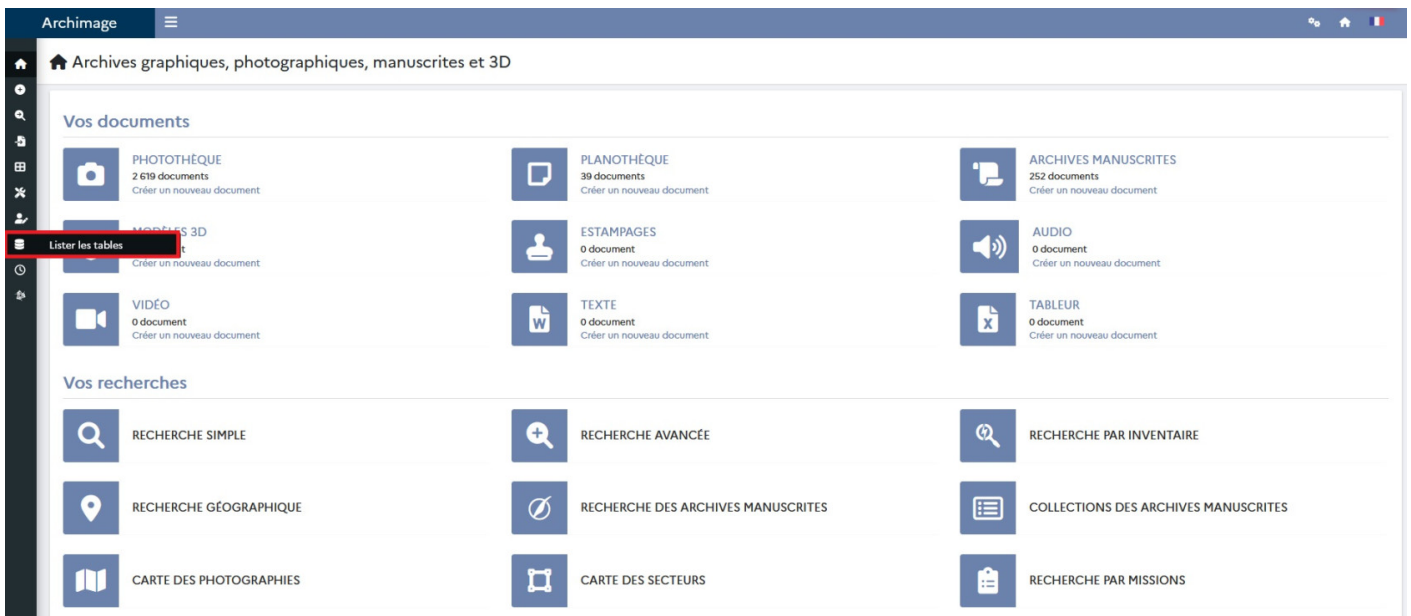 Archimage
Archives graphiques, photographiques, manuscrites et 3D
Vos documents
PHOTOTHÈQUE
2 619 documents
Créer un nouveau document
PLANOTHÈQUE
39 documents
Créer un nouveau document
ARCHIVES MANUSCRITES
252 documents
Créer un nouveau document
Lister les tables
MODÈLES 3D
t
Créer un nouveau document
ESTAMPAGES
0 document
Créer un nouveau document
AUDIO
0 document
Créer un nouveau document
VIDÉO
0 document
Créer un nouveau document
W
TEXTE
0 document
Créer un nouveau document
X
TABLEUR
0 document
Créer un nouveau document
Vos recherches
RECHERCHE SIMPLE
RECHERCHE AVANCÉE
RECHERCHE PAR INVENTAIRE
RECHERCHE GÉOGRAPHIQUE
RECHERCHE DES ARCHIVES MANUSCRITES
COLLECTIONS DES ARCHIVES MANUSCRITES
CARTE DES PHOTOGRAPHIES
CARTE DES SECTEURS
RECHERCHE PAR MISSIONS